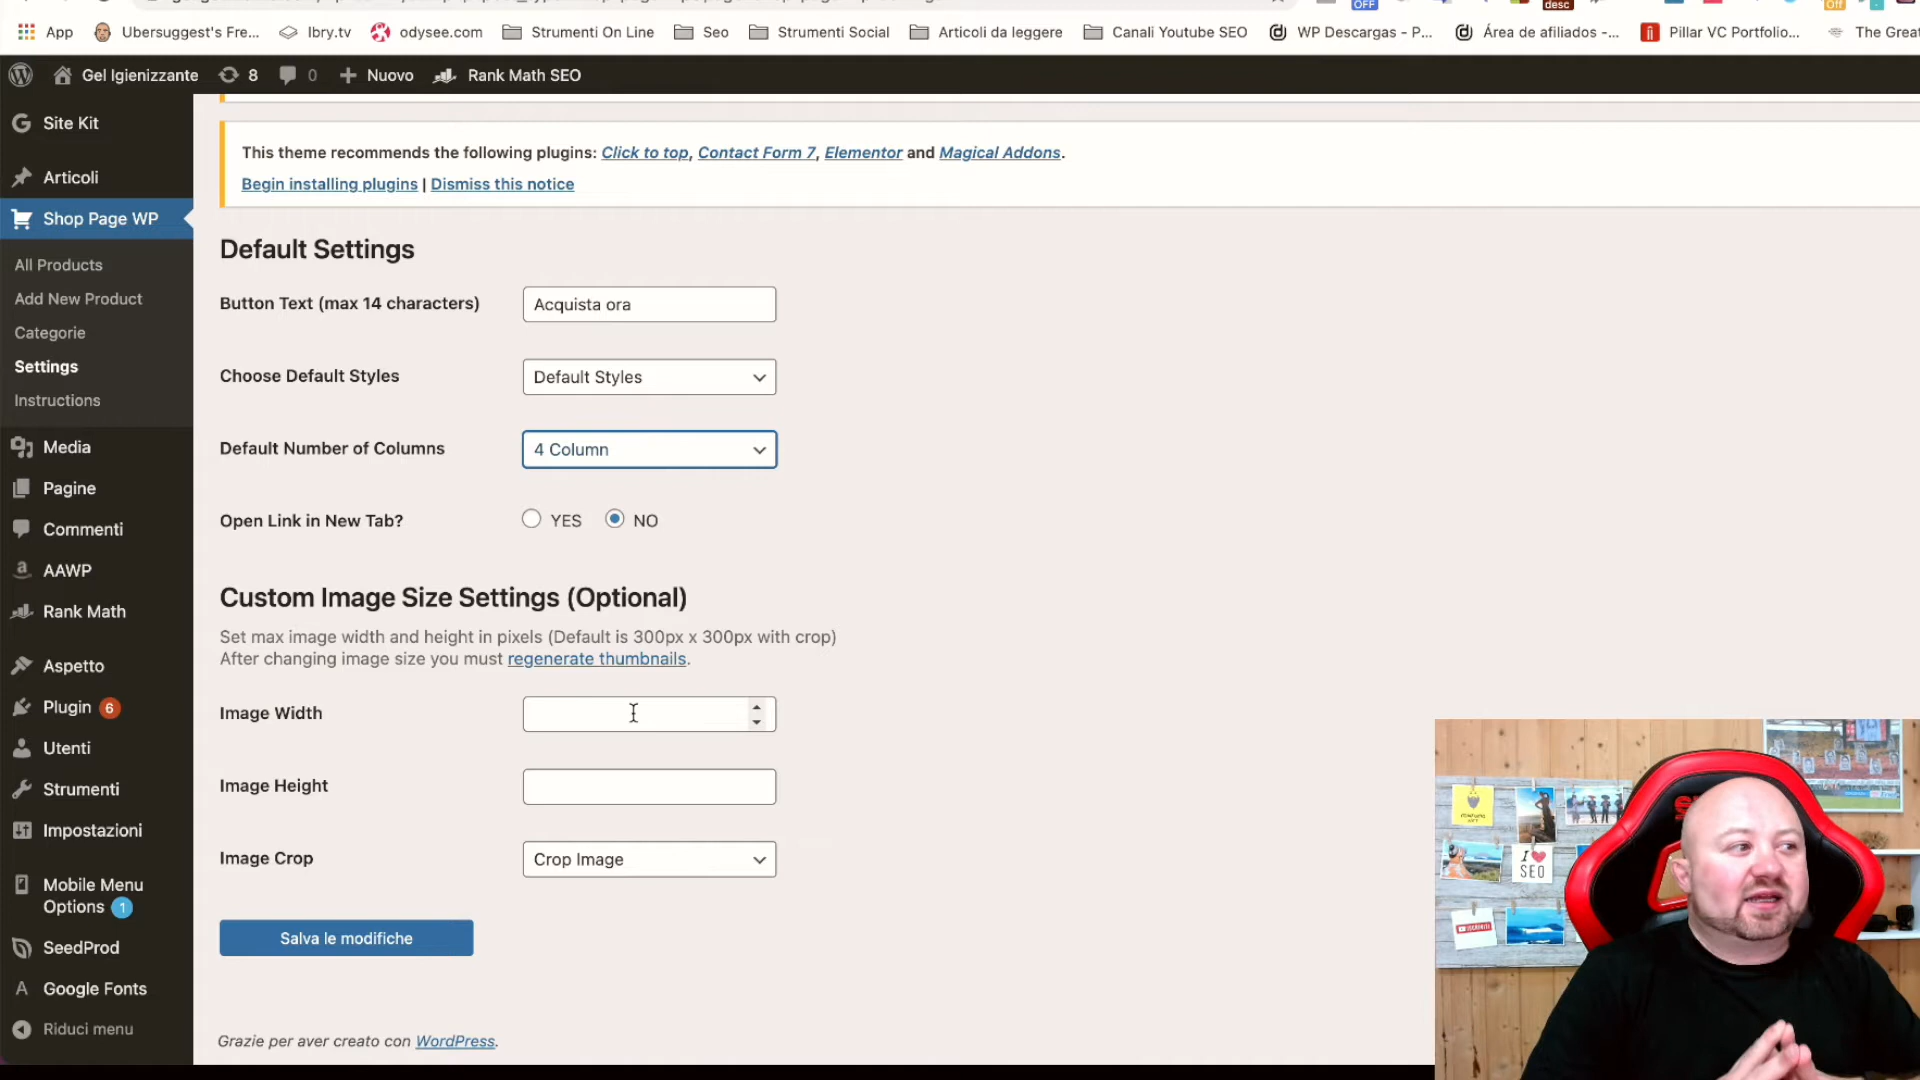 OFF
desc
Off
App
Ubersuggest's Fre...
lbry.tv
odysee.com
Strumenti On Line
Seo
Strumenti Social
Articoli da leggere
Canali Youtube SEO
WP Descargas - P...
Área de afiliados -...
Pillar VC Portfolio...
The Great
Gel Igienizzante
8
0
Nuovo
Rank Math SEO
Site Kit
Articoli
Shop Page WP
All Products
Add New Product
Categorie
Settings
Instructions
Media
Pagine
Commenti
AAWP
Rank Math
Aspetto
Plugin 6
Utenti
Strumenti
Impostazioni
Mobile Menu
Options 1
SeedProd
Google Fonts
Riduci menu
This theme recommends the following plugins: Click to top, Contact Form 7, Elementor and Magical Addons.
Begin installing plugins | Dismiss this notice
Default Settings
Button Text (max 14 characters)
Acquista ora
Choose Default Styles
Default Styles
Default Number of Columns
4 Column
Open Link in New Tab?
YES
NO
Custom Image Size Settings (Optional)
Set max image width and height in pixels (Default is 300px x 300px with crop)
After changing image size you must regenerate thumbnails.
Image Width
Image Height
Image Crop
Crop Image
Salva le modifiche
Grazie per aver creato con WordPress.
I
SEO